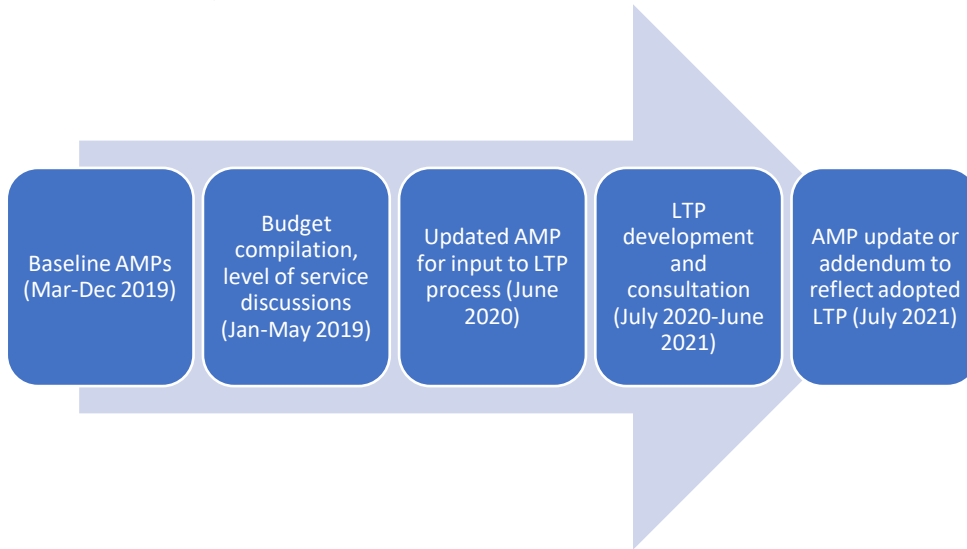 Baseline AMPs
(Mar-Dec 2019)
Budget
compilation,
level of service
discussions
(Jan-May 2019)
Updated AMP
for input to LTP
process (June
2020)
LTP
development
and
consultation
(July 2020-June
2021)
AMP update or
addendum to
reflect adopted
LTP (July 2021)